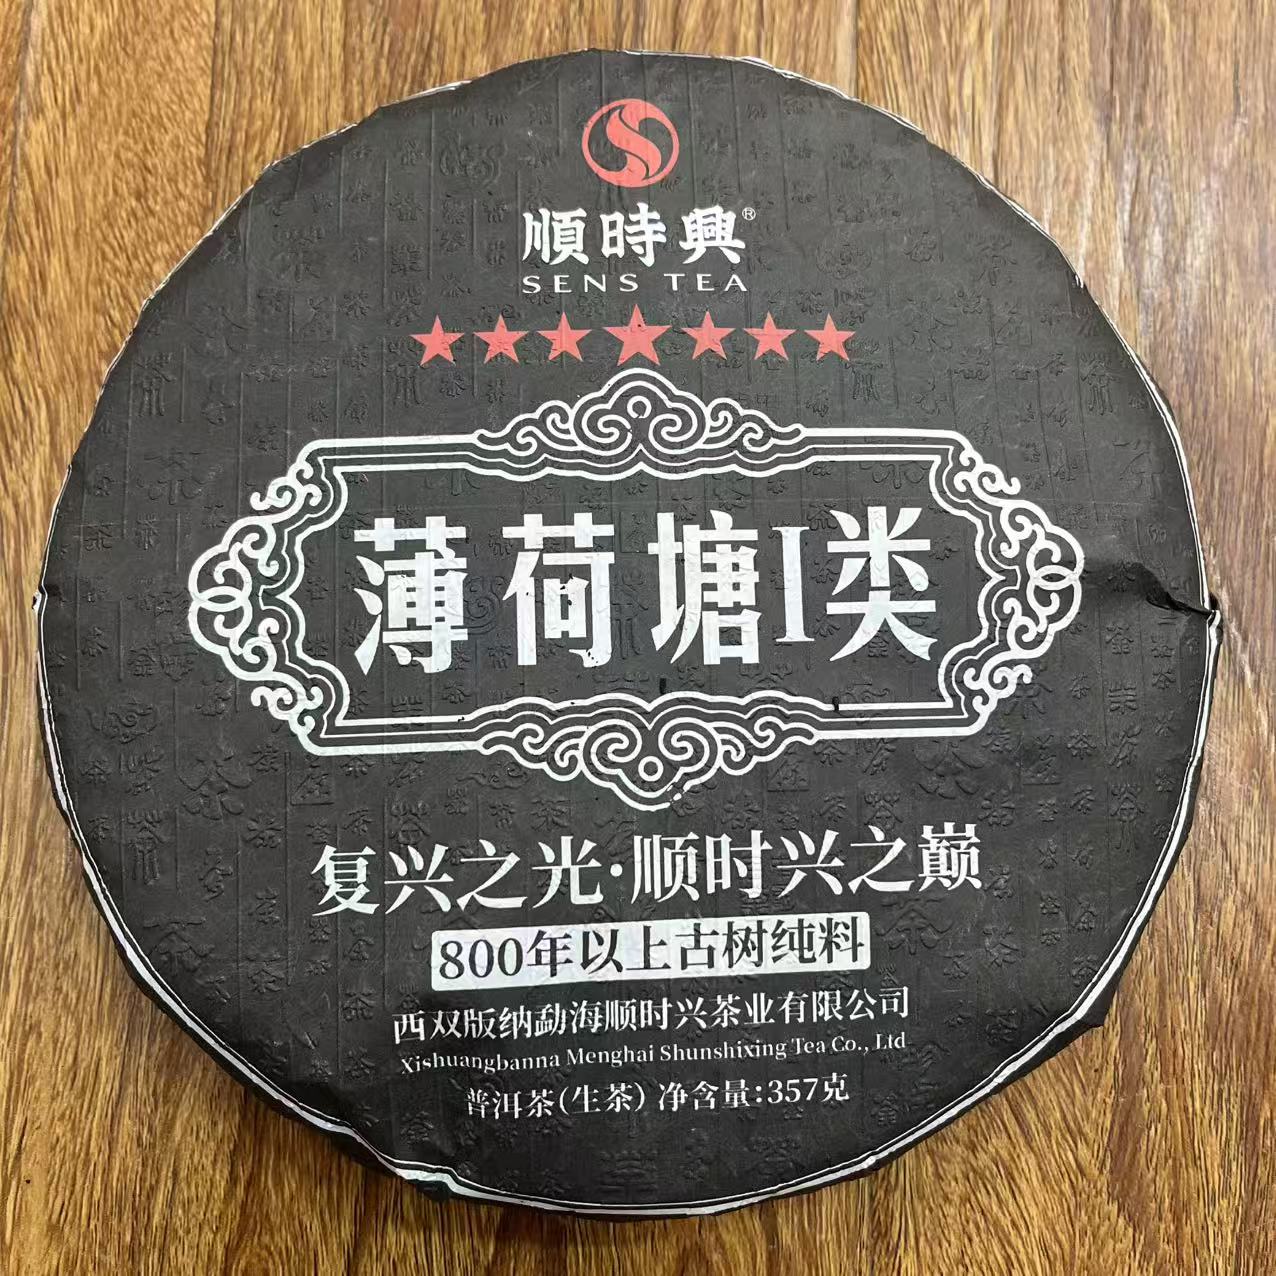 順時興®
SENS TEA
薄荷塘I类
复兴之光·顺时兴之巅
800年以上古树纯料
西双版纳勐海顺时兴茶业有限公司
Xishuangbanna Menghai Shunshixing Tea Co., Ltd
普洱茶(生茶) 净含量:357克